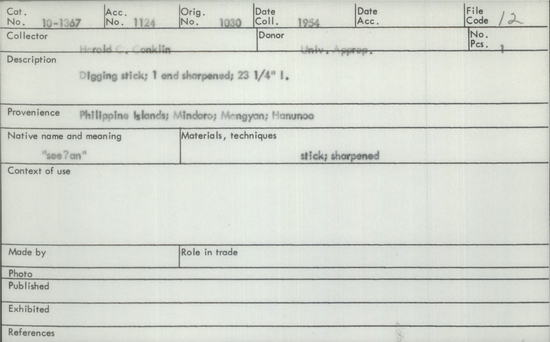 Cat. No. 10-1367 Acc. No. 1124 Orig. No. 1030 Date Coll. 1954 Date Acc. File Code 12
Collector Harold C. Conklin Donor Univ. Approp. No. Pcs. 1
Description
Digging stick; 1 end sharpened; 23 1/4" l.
Provenience Philippine Islands; Mindoro; Mangyan; Hanunoo
Native name and meaning Materials, techniques
stick; sharpened
Context of use
Made by Role in trade
Photo
Published
Exhibited
References